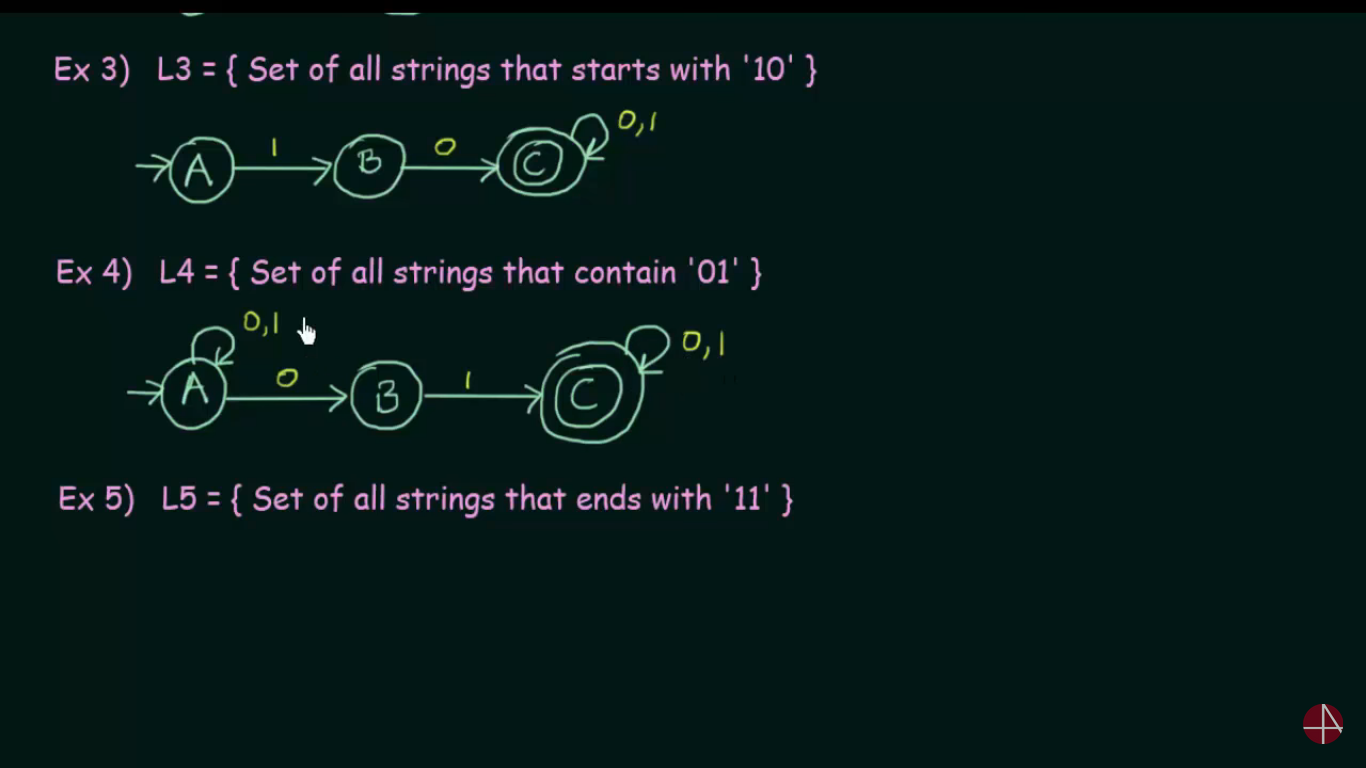 Ex 3) L3 = { Set of all strings that starts with '10' }
0,1
1 0
A B C
Ex 4) L4 = { Set of all strings that contain '01' }
0,1 0,1
0 1
A B C
Ex 5) L5 = { Set of all strings that ends with '11' }